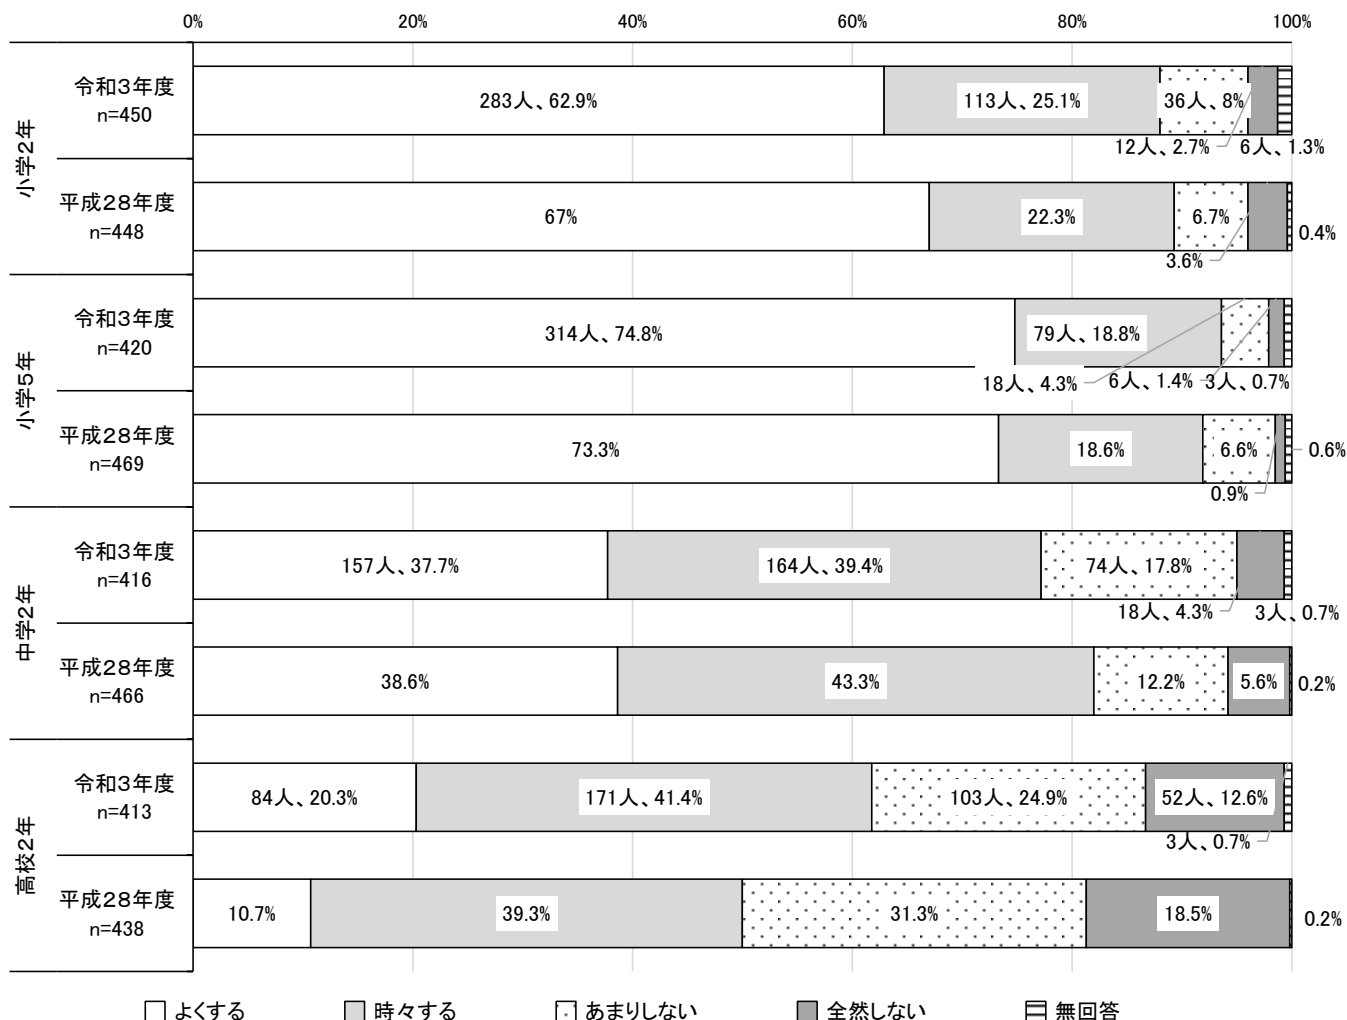 0% 20% 40% 60% 80% 100%
小学2年
令和3年度
n=450
283人、62.9% 113人、25.1% 36人、8%
12人、2.7% 6人、1.3%
平成28年度
n=448
67% 22.3% 6.7% 0.4%
3.6%
小学5年
令和3年度
n=420
314人、74.8% 79人、18.8%
18人、4.3% 6人、1.4% 3人、0.7%
平成28年度
n=469
73.3% 18.6% 6.6% 0.6%
0.9%
中学2年
令和3年度
n=416
157人、37.7% 164人、39.4% 74人、17.8%
18人、4.3% 3人、0.7%
平成28年度
n=466
38.6% 43.3% 12.2% 5.6% 0.2%
高校2年
令和3年度
n=413
84人、20.3% 171人、41.4% 103人、24.9% 52人、12.6%
3人、0.7%
平成28年度
n=438
10.7% 39.3% 31.3% 18.5% 0.2%
よくする 時々する あまりしない 全然しない 無回答